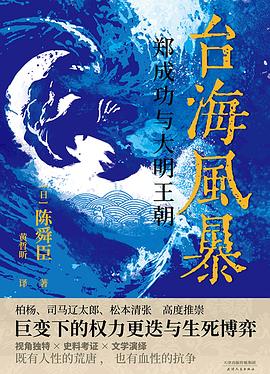 台海風暴
郑成功与大明王朝
〔日〕陈舜臣 著
黄哲昕 译
柏杨、司马辽太郎、松本清张 高度推崇
巨变下的权力更迭与生死博弈
视角独特×史料考证×文学演绎
既有人性的荒唐，也有血性的抗争